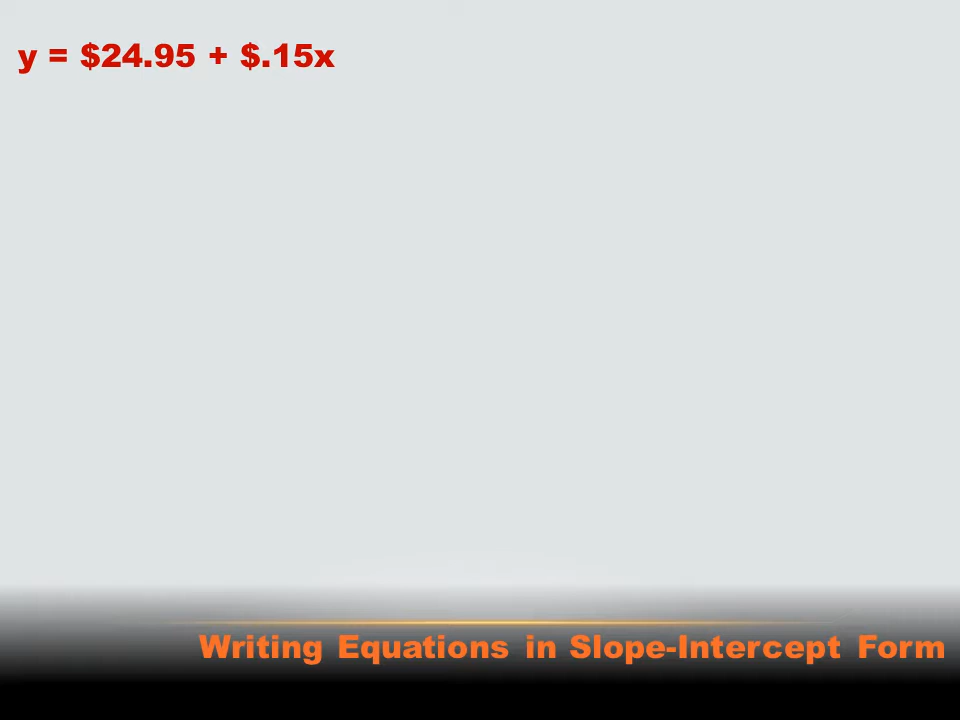 y = $24.95 + $.15x
Writing Equations in Slope-Intercept Form